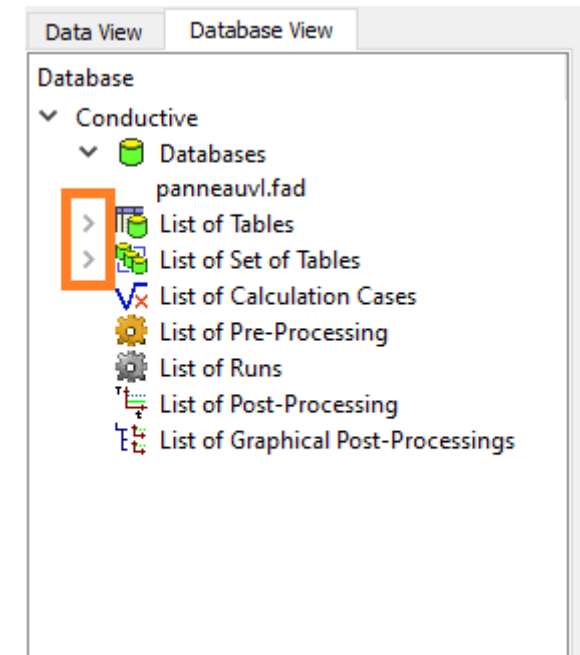 Data View Database View
Database
Conductive
Databases
panneauvl.fad
List of Tables
List of Set of Tables
List of Calculation Cases
List of Pre-Processing
List of Runs
List of Post-Processing
List of Graphical Post-Processings